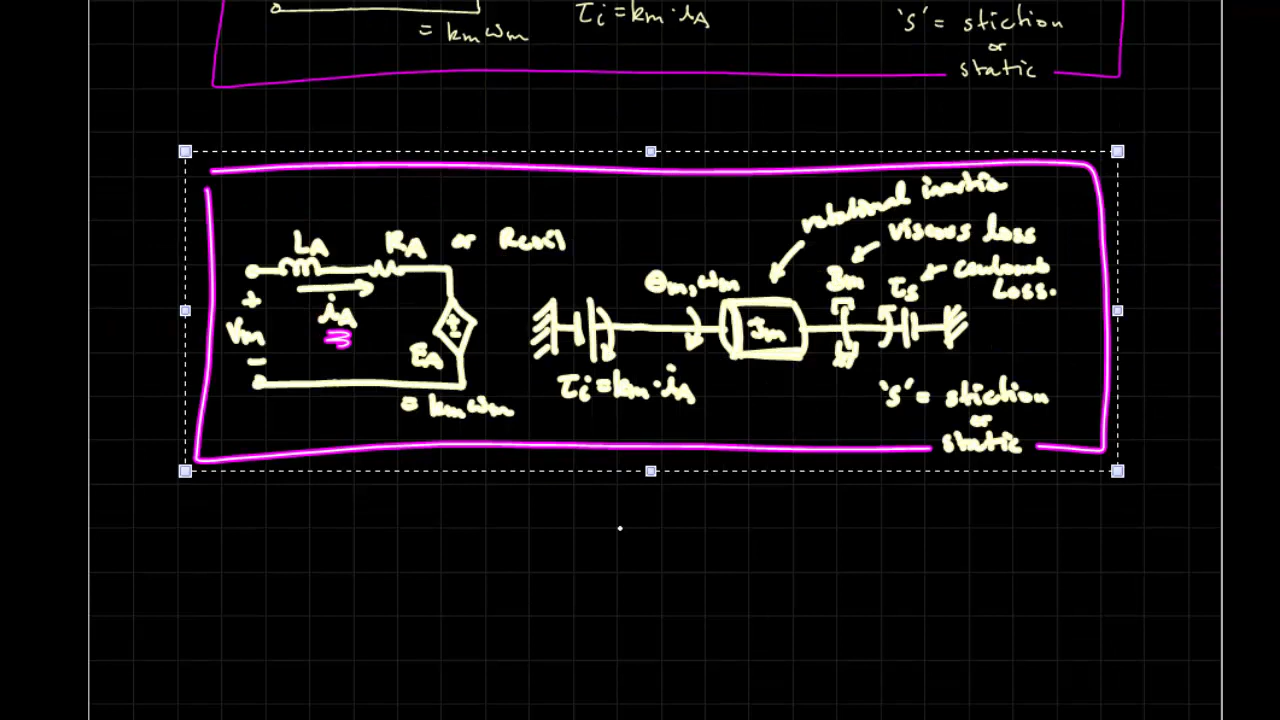 τi = km · iA
= km ωm
's' = stiction
or
static
rotational inertia
LA
RA or Rcoil
viscous loss
θm, ωm
Bm
τs
coulomb
Loss.
+
iA
Vm
Jm
+
-
EA
-
τi = km · iA
= km ωm
's' = stiction
or
static